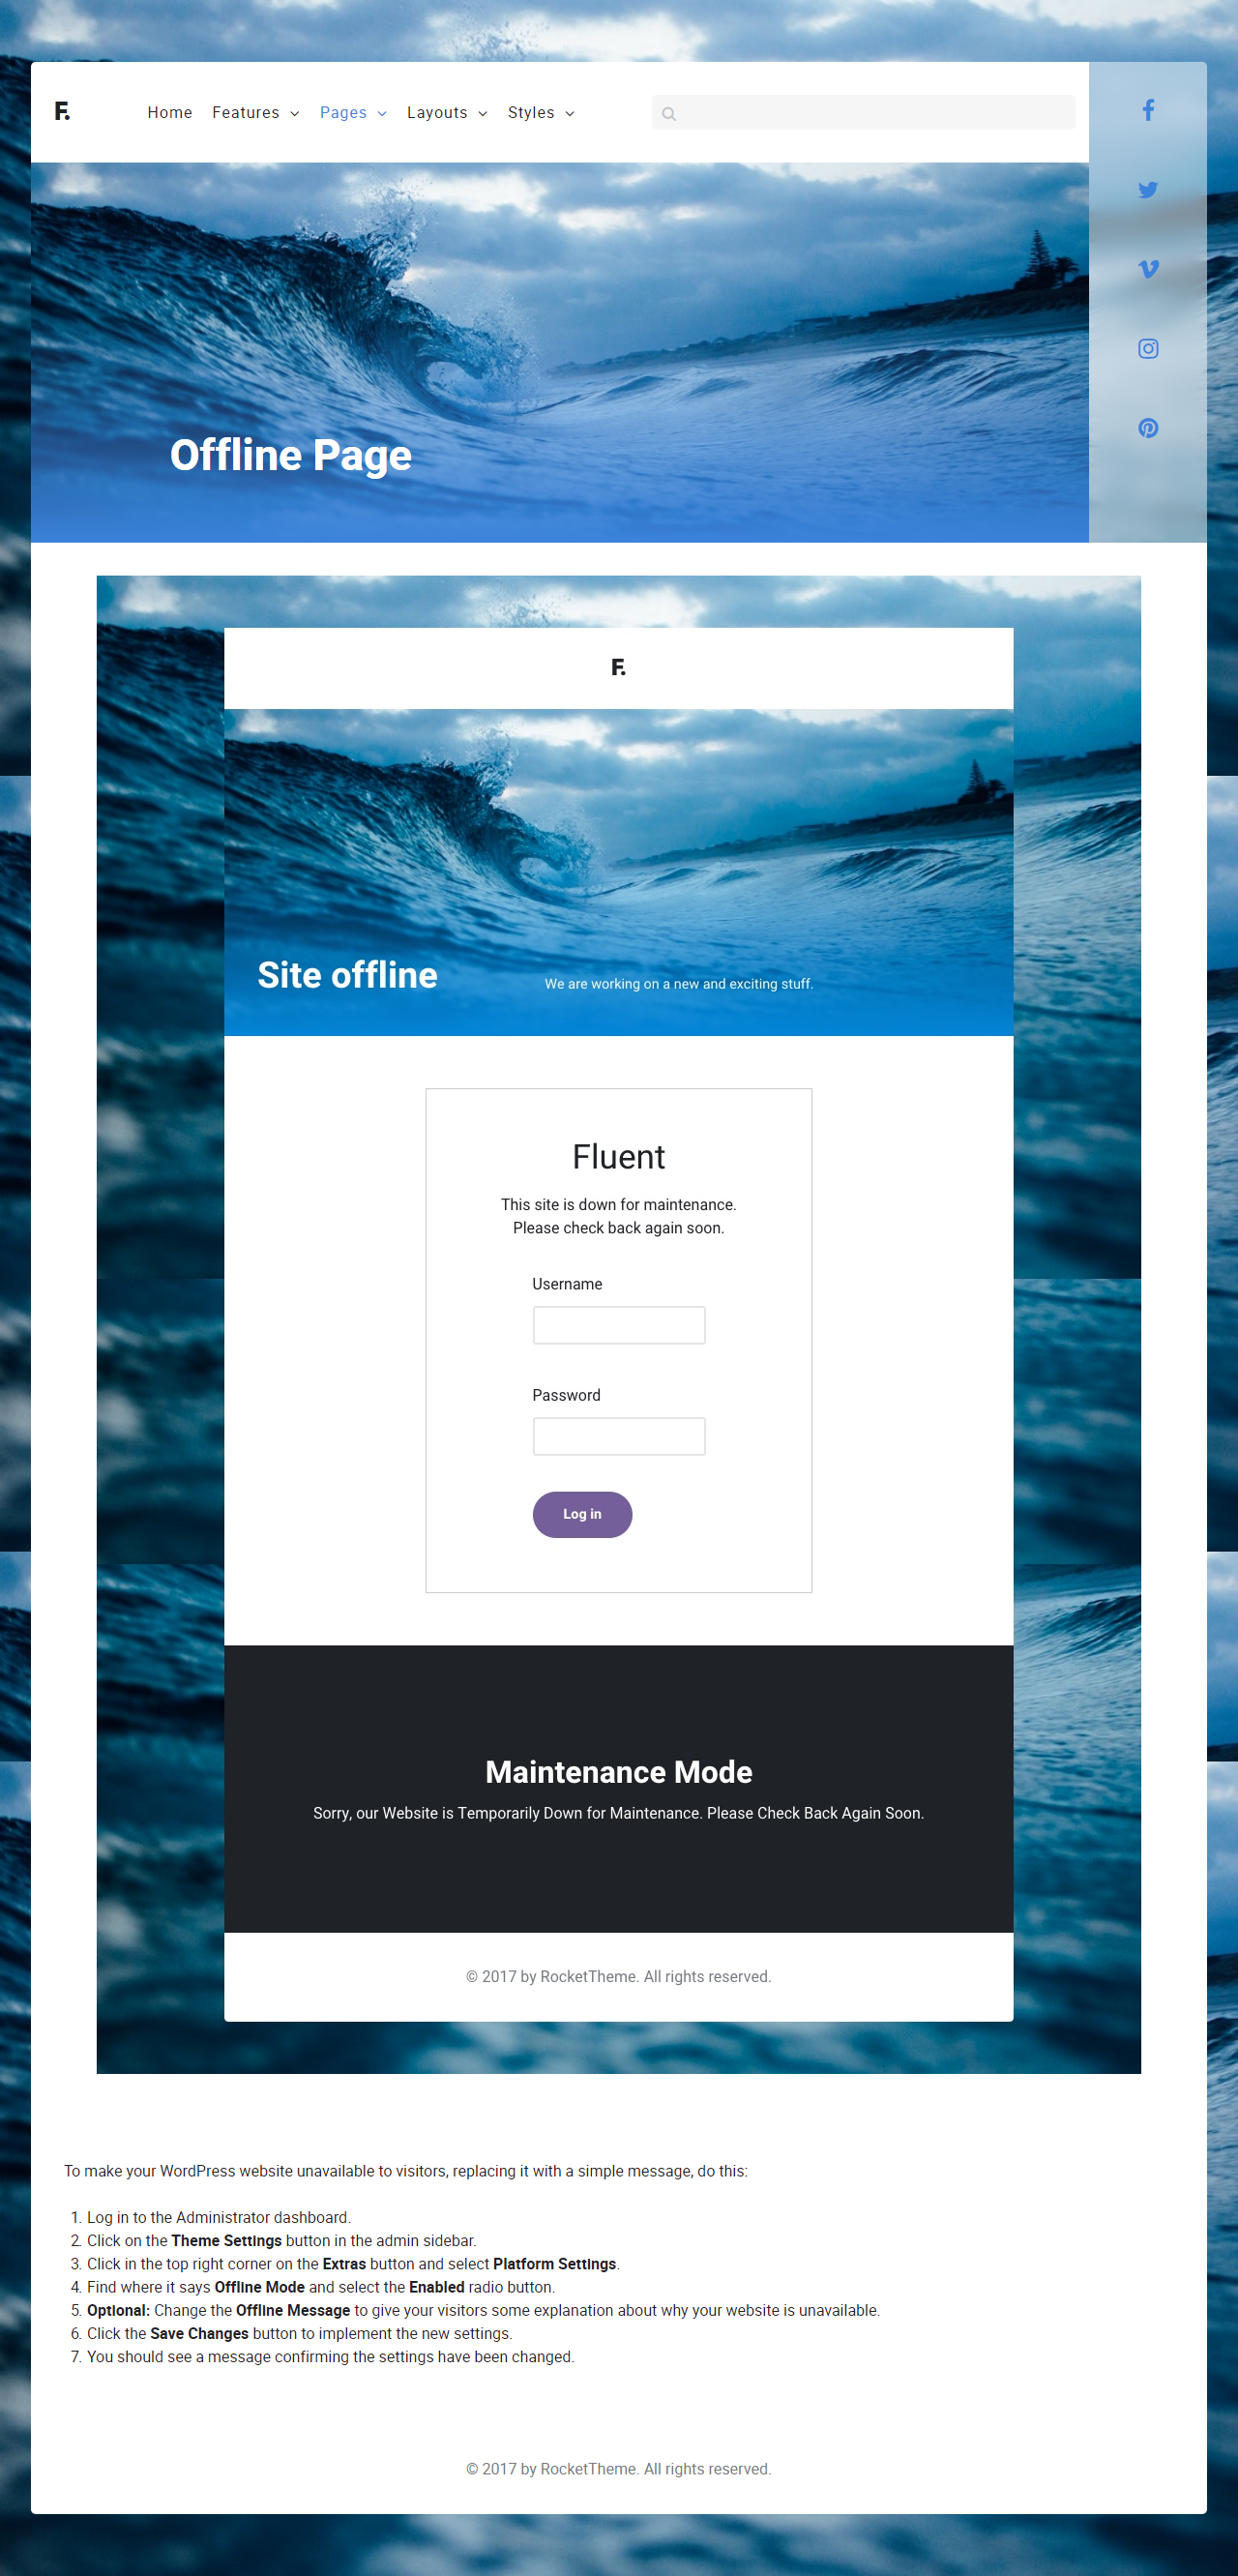 F.
Home Features Pages Layouts Styles
Offline Page
F.
Site offline
We are working on a new and exciting stuff.
Fluent
This site is down for maintenance.
Please check back again soon.
Username
Password
Log in
Maintenance Mode
Sorry, our Website is Temporarily Down for Maintenance. Please Check Back Again Soon.
© 2017 by RocketTheme. All rights reserved.
To make your WordPress website unavailable to visitors, replacing it with a simple message, do this:
1. Log in to the Administrator dashboard.
2. Click on the Theme Settings button in the admin sidebar.
3. Click in the top right corner on the Extras button and select Platform Settings.
4. Find where it says Offline Mode and select the Enabled radio button.
5. Optional: Change the Offline Message to give your visitors some explanation about why your website is unavailable.
6. Click the Save Changes button to implement the new settings.
7. You should see a message confirming the settings have been changed.
© 2017 by RocketTheme. All rights reserved.